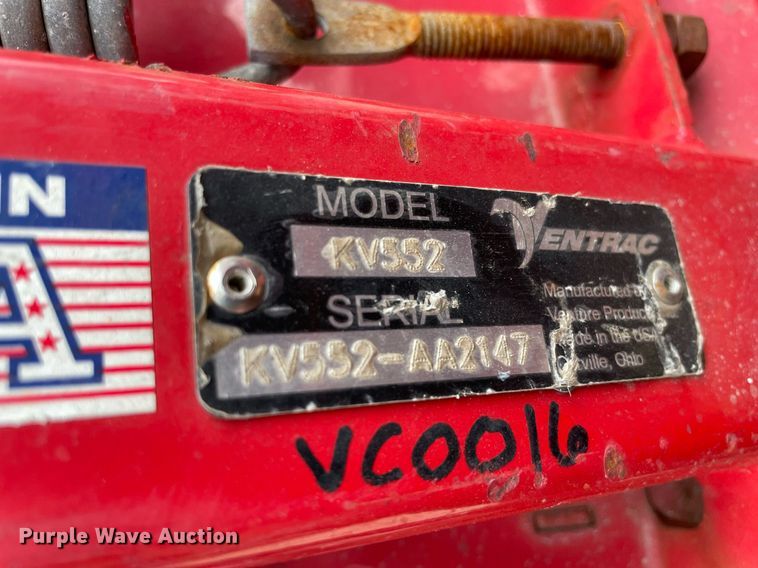 IN
A
MODEL
VENTRAC
KV552
SERIAL
KV552-AA2147
Manufactured by
Venture Products
Made in the USA
Ohio
VC0016
Purple Wave Auction®